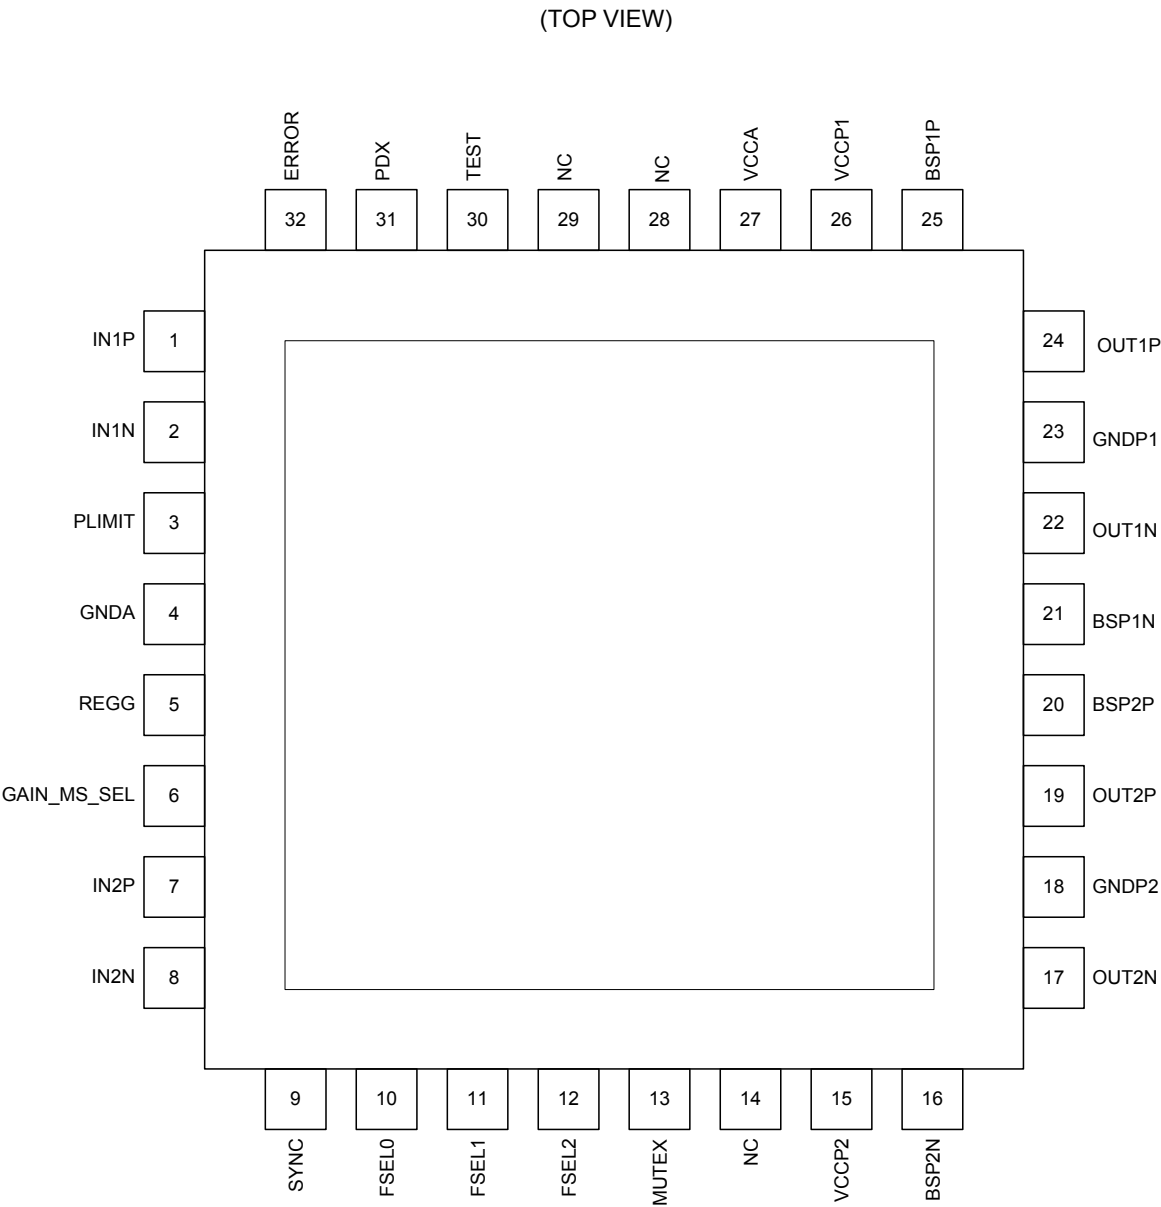 (TOP VIEW)
ERROR
PDX
TEST
NC
NC
VCCA
VCCP1
BSP1P
32
31
30
29
28
27
26
25
IN1P 1
24 OUT1P
IN1N 2
23 GNDP1
PLIMIT 3
22 OUT1N
GNDA 4
21 BSP1N
REGG 5
20 BSP2P
GAIN_MS_SEL 6
19 OUT2P
IN2P 7
18 GNDP2
IN2N 8
17 OUT2N
9
10
11
12
13
14
15
16
SYNC
FSEL0
FSEL1
FSEL2
MUTEX
NC
VCCP2
BSP2N